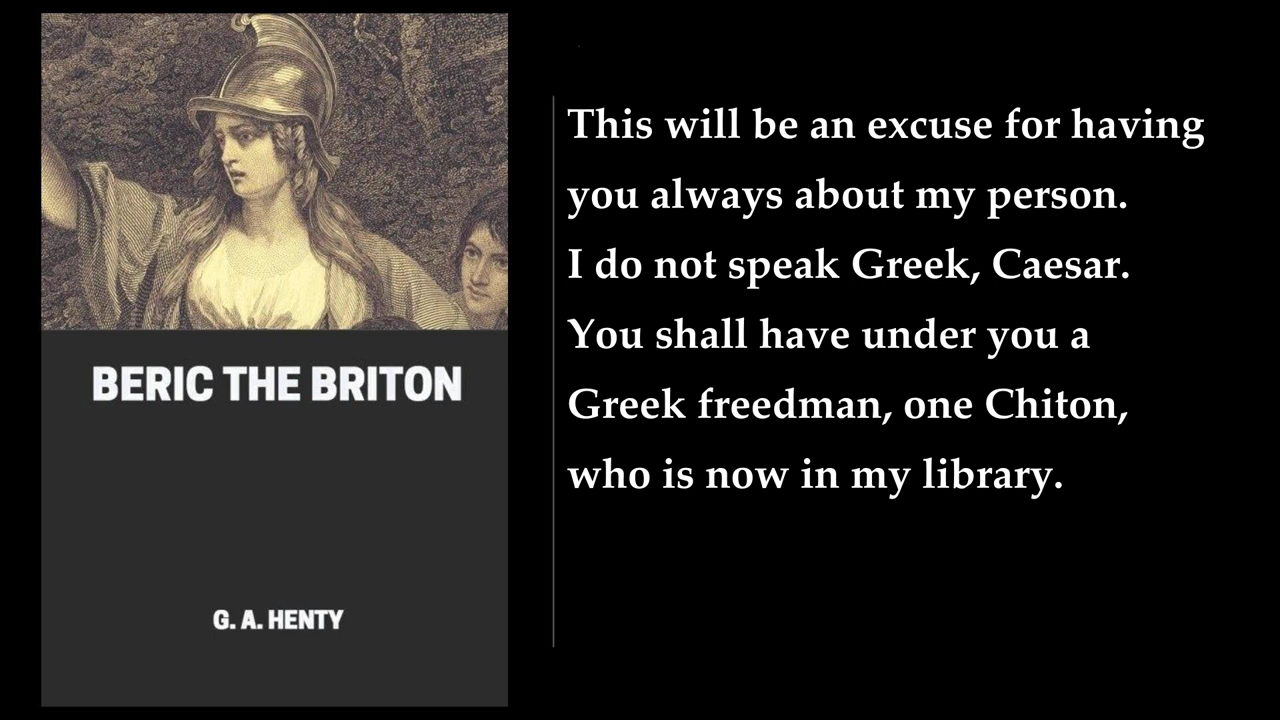 BERIC THE BRITON
G. A. HENTY
This will be an excuse for having
you always about my person.
I do not speak Greek, Caesar.
You shall have under you a
Greek freedman, one Chiton,
who is now in my library.